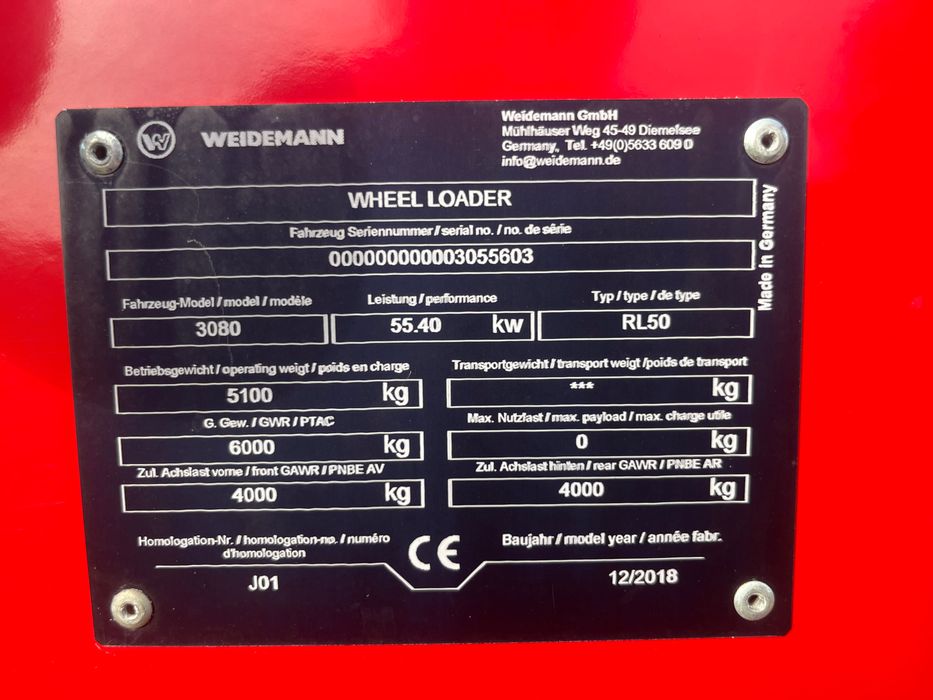 W WEIDEMANN
Weidemann GmbH
Mühlhäuser Weg 45-49 Diemelsee
Germany, Tel. +49(0)5633 609 0
info@weidemann.de
WHEEL LOADER
Fahrzeug Seriennummer / serial no. / no. de série
000000000003055603
Made in Germany
Fahrzeug-Model / model / modèle
Leistung / performance
Typ / type / de type
3080
55.40 kw
RL50
Betriebsgewicht / operating weigt / poids en charge
Transportgewicht / transport weigt /poids de transport
5100 kg
*** kg
G. Gew. / GWR / PTAC
Max. Nutzlast / max. payload / max. charge utile
6000 kg
0 kg
Zul. Achslast vorne / front GAWR / PNBE AV
Zul. Achslast hinten / rear GAWR / PNBE AR
4000 kg
4000 kg
Homologation-Nr. / homologation-no. / numéro
d'homologation
J01
CE
Baujahr / model year / année fabr.
12/2018